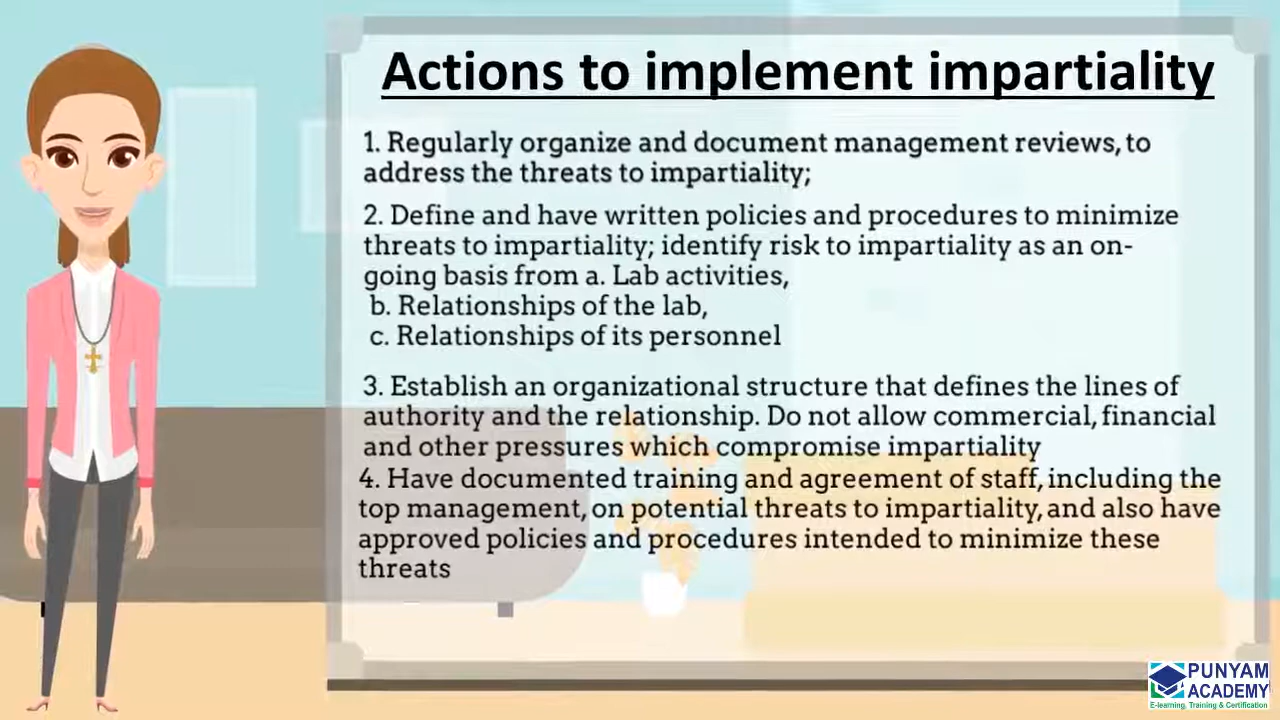 Actions to implement impartiality
1. Regularly organize and document management reviews, to
address the threats to impartiality;
2. Define and have written policies and procedures to minimize
threats to impartiality; identify risk to impartiality as an on-
going basis from a. Lab activities,
b. Relationships of the lab,
c. Relationships of its personnel
3. Establish an organizational structure that defines the lines of
authority and the relationship. Do not allow commercial, financial
and other pressures which compromise impartiality
4. Have documented training and agreement of staff, including the
top management, on potential threats to impartiality, and also have
approved policies and procedures intended to minimize these
threats
PUNYAM
ACADEMY
E-learning, Training & Certification